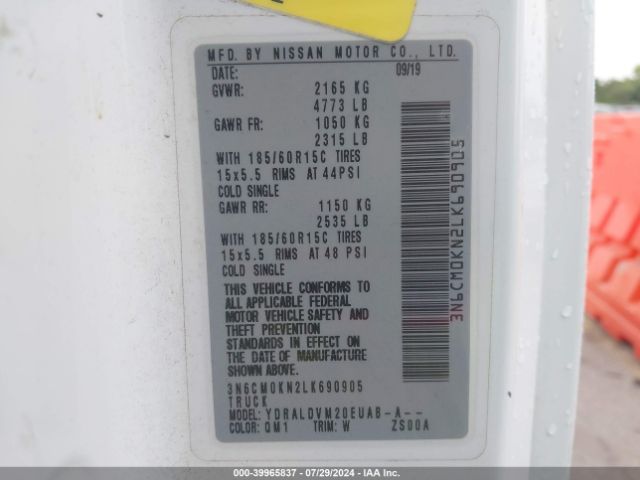 MFD. BY NISSAN MOTOR CO., LTD.
DATE: 09/19
GVWR: 2165 KG
4773 LB
GAWR FR: 1050 KG
2315 LB
WITH 185/60R15C TIRES
15x5.5 RIMS AT 44PSI
COLD SINGLE
GAWR RR: 1150 KG
2535 LB
WITH 185/60R15C TIRES
15x5.5 RIMS AT 48 PSI
COLD SINGLE
THIS VEHICLE CONFORMS TO
ALL APPLICABLE FEDERAL
MOTOR VEHICLE SAFETY AND
THEFT PREVENTION
STANDARDS IN EFFECT ON
THE DATE OF MANUFACTURE
SHOWN ABOVE.
3N6CM0KN2LK690905
TRUCK
MODEL: YDRALDVM20EUAB-A--
COLOR: QM1 TRIM: W ZS00A
3N6CM0KN2LK690905
000-39965837 - 07/29/2024 - IAAI.COM